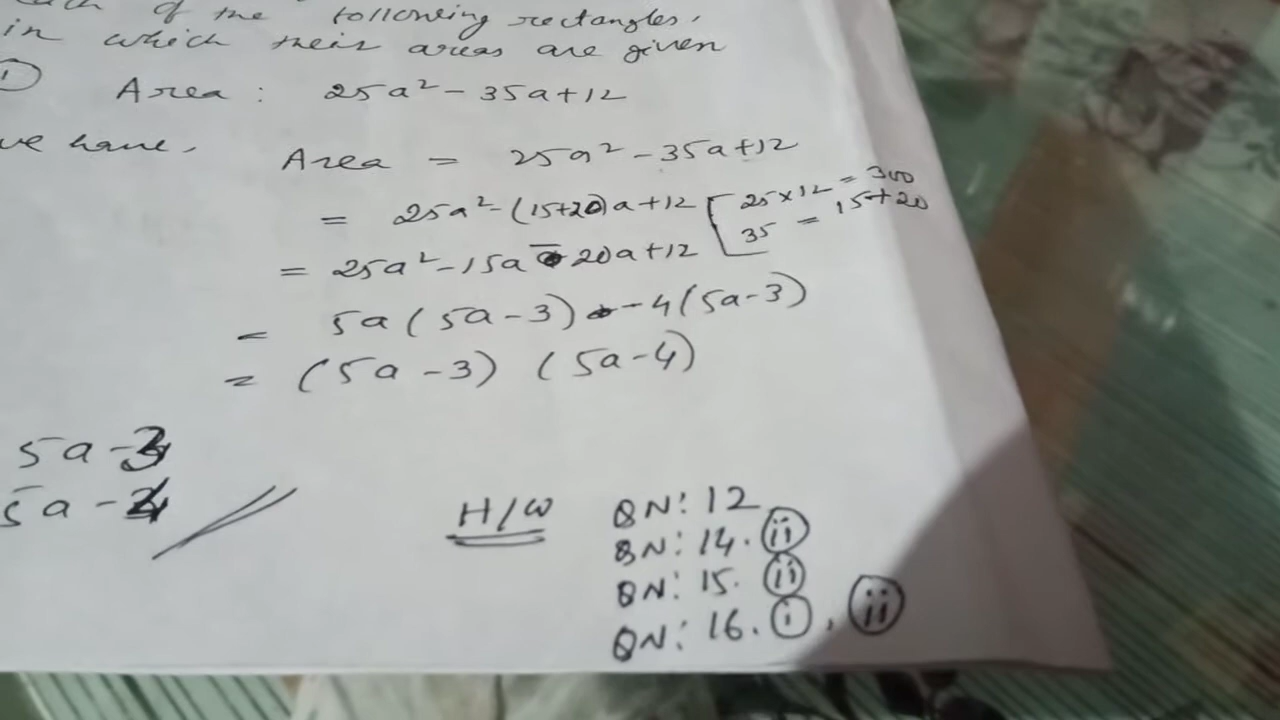 of the following rectangles,
in which their areas are given
i Area : 25a² - 35a+12
we have, Area = 25a² - 35a+12
= 25a² - (15+20)a+12 [ 25×12 = 300
35 = 15+20
= 25a² - 15a - 20a+12
= 5a(5a-3) - 4(5a-3)
= (5a-3) (5a-4)
5a-3
5a-4
H/W QN: 12
QN: 14. ii
QN: 15. ii
QN: 16. i, ii